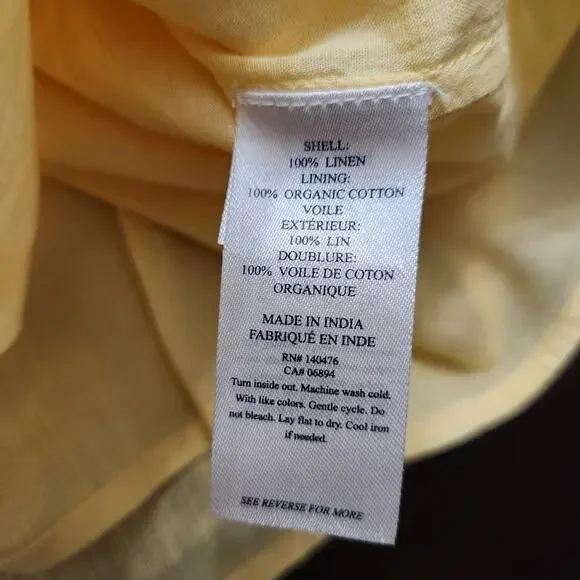 SHELL:
100% LINEN
LINING:
100% ORGANIC COTTON
VOILE
EXTÉRIEUR:
100% LIN
DOUBLURE:
100% VOILE DE COTON
ORGANIQUE
MADE IN INDIA
FABRIQUÉ EN INDE
RN# 140476
CA# 06894
Turn inside out. Machine wash cold.
With like colors. Gentle cycle. Do
not bleach. Lay flat to dry. Cool iron
if needed.
SEE REVERSE FOR MORE